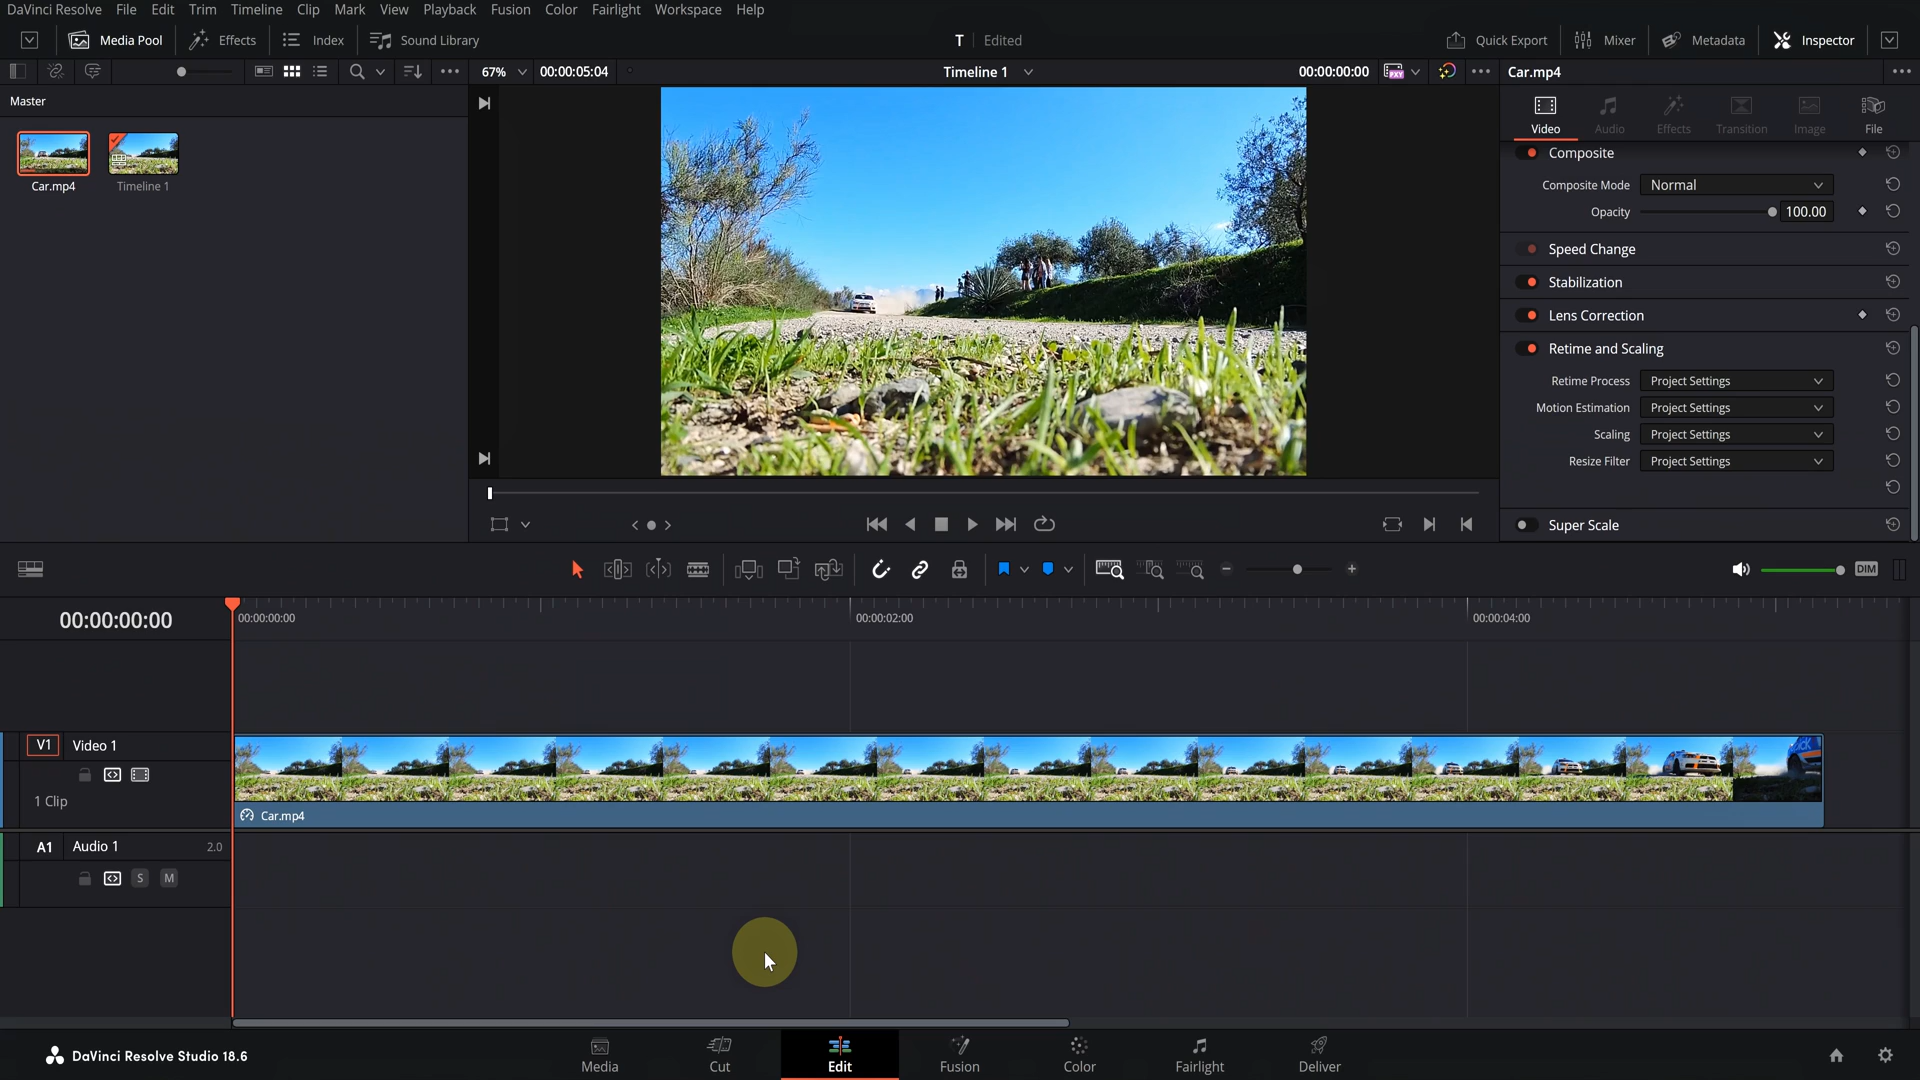 DaVinci Resolve File Edit Trim Timeline Clip Mark View Playback Fusion Color Fairlight Workspace Help
Media Pool Effects Index Sound Library T Edited Quick Export Mixer Metadata Inspector
67% 00:00:05:04 Timeline 1 00:00:00:00 PXY Car.mp4
Master
Video Audio Effects Transition Image File
Car.mp4 Timeline 1
Composite
Composite Mode Normal
Opacity 100.00
Speed Change
Stabilization
Lens Correction
Retime and Scaling
Retime Process Project Settings
Motion Estimation Project Settings
Scaling Project Settings
Resize Filter Project Settings
Super Scale
DIM
00:00:00:00
00:00:00:00 00:00:02:00 00:00:04:00
V1 Video 1
1 Clip
Car.mp4
A1 Audio 1 2.0
S M
DaVinci Resolve Studio 18.6
Media Cut Edit Fusion Color Fairlight Deliver